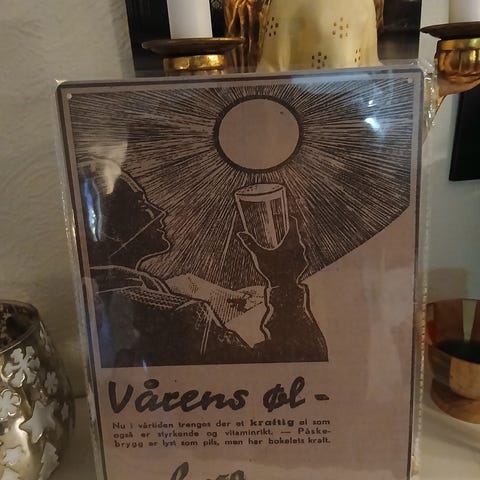 Vårens øl -
Nu i vårtiden trenges der et kraftig øl som
også er styrkende og vitaminrikt. — Påske-
brygg er lyst som pils, men har bokølets kraft.